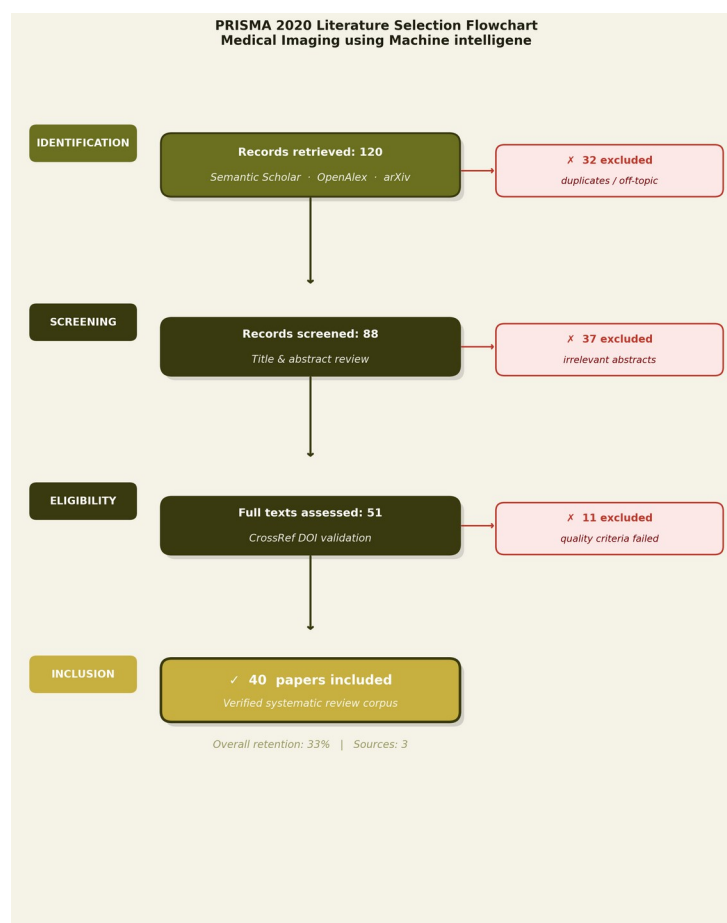 PRISMA 2020 Literature Selection Flowchart
Medical Imaging using Machine intelligene
IDENTIFICATION
Records retrieved: 120
Semantic Scholar · OpenAlex · arXiv
✗ 32 excluded
duplicates / off-topic
SCREENING
Records screened: 88
Title & abstract review
✗ 37 excluded
irrelevant abstracts
ELIGIBILITY
Full texts assessed: 51
CrossRef DOI validation
✗ 11 excluded
quality criteria failed
INCLUSION
✓ 40 papers included
Verified systematic review corpus
Overall retention: 33% | Sources: 3